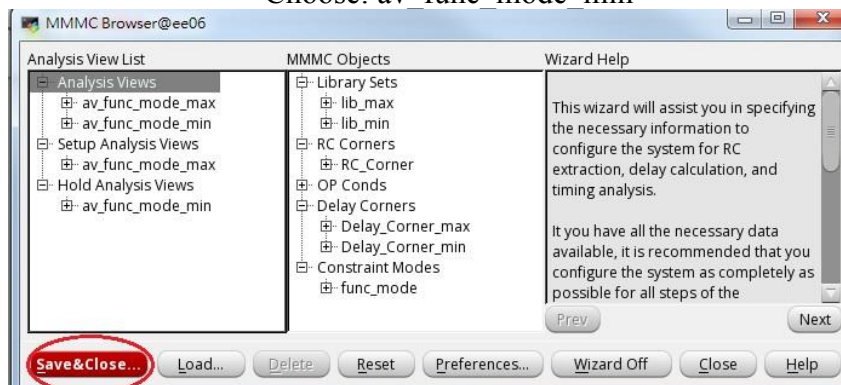 Choose: av_func_mode_min
MMMC Browser@ee06
Analysis View List
Analysis Views
av_func_mode_max
av_func_mode_min
Setup Analysis Views
av_func_mode_max
Hold Analysis Views
av_func_mode_min
MMMC Objects
Library Sets
lib_max
lib_min
RC Corners
RC_Corner
OP Conds
Delay Corners
Delay_Corner_max
Delay_Corner_min
Constraint Modes
func_mode
Wizard Help
This wizard will assist you in specifying
the necessary information to
configure the system for RC
extraction, delay calculation, and
timing analysis.
It you have all the necessary data
available, it is recommended that you
configure the system as completely as
possible for all steps of the
Prev Next
Save&Close... Load... Delete Reset Preferences... Wizard Off Close Help